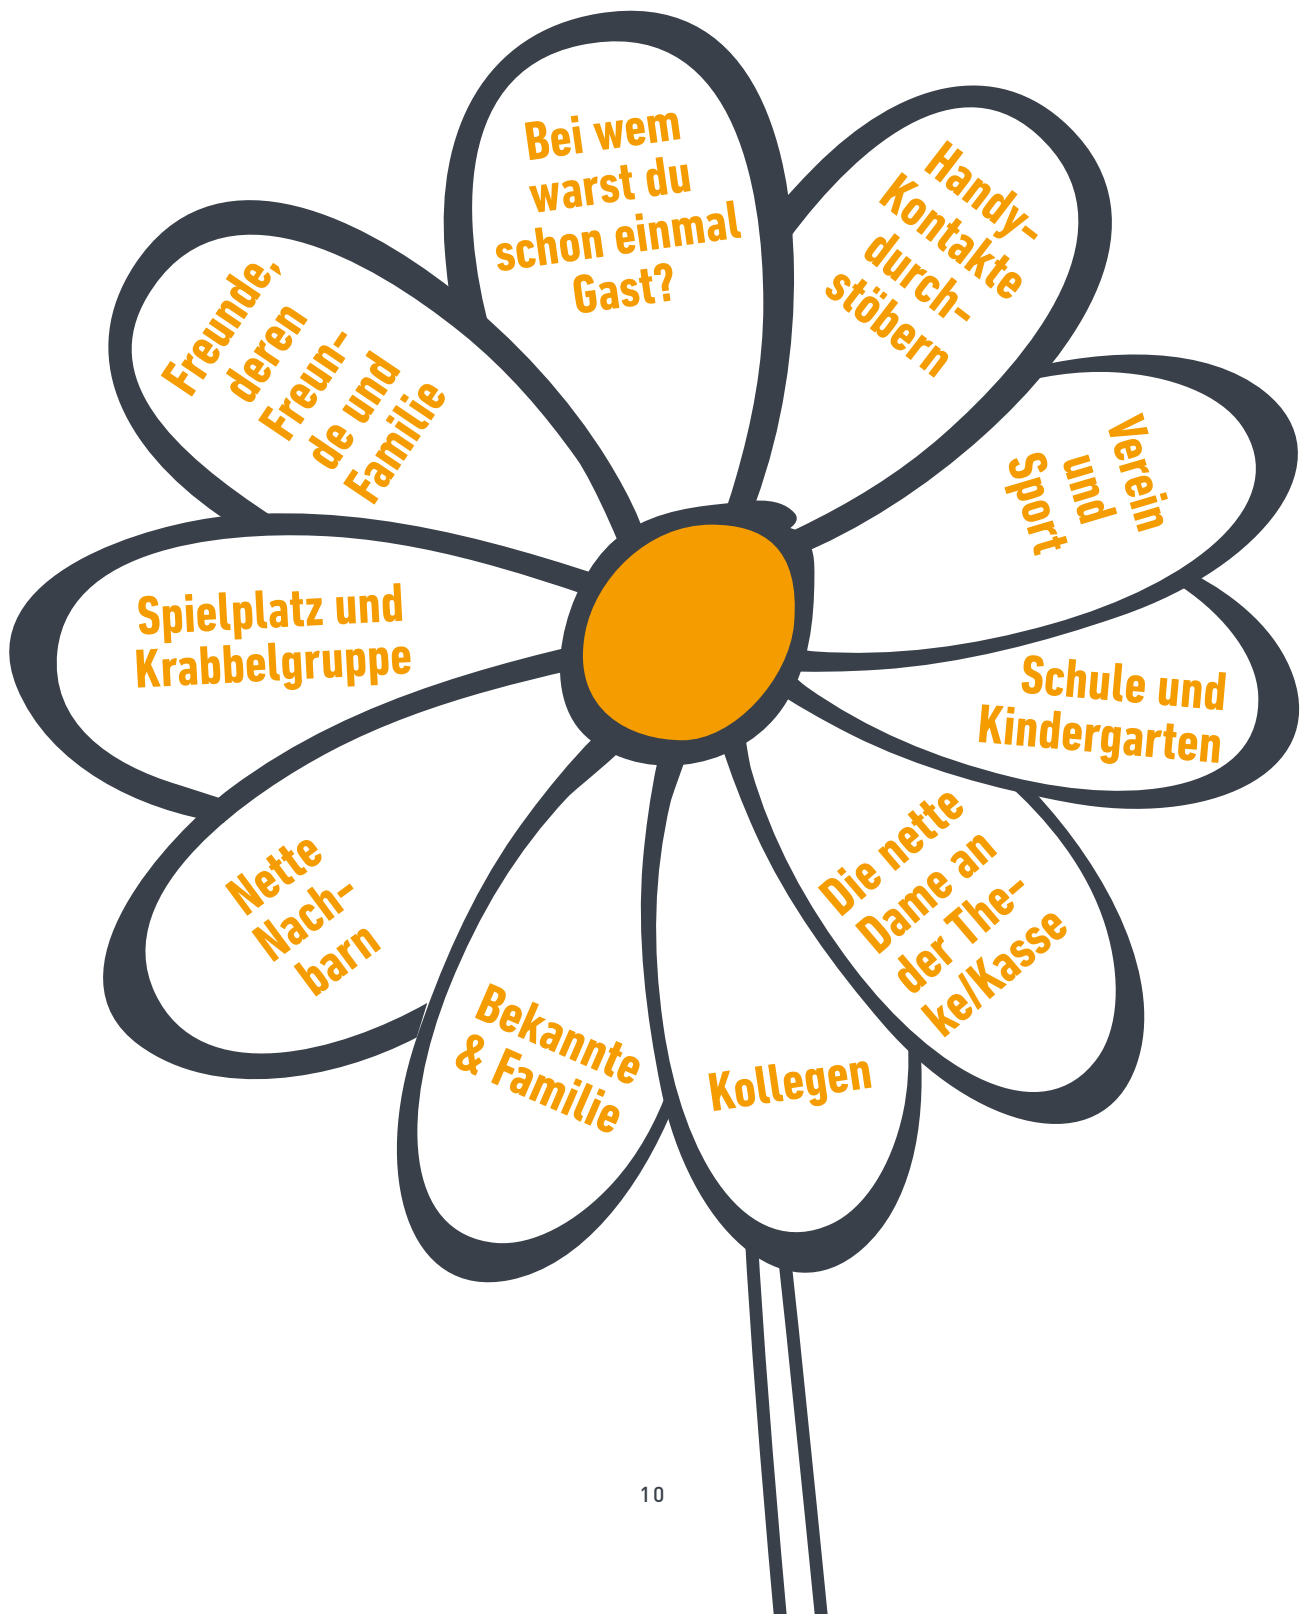 Bei wem
warst du
schon einmal
Gast?
Handy-
Kontakte
durch-
stöbern
Verein
und
Sport
Schule und
Kindergarten
Die nette
Dame an
der The-
ke/Kasse
Kollegen
Bekannte
& Familie
Nette
Nach-
barn
Spielplatz und
Krabbelgruppe
Freunde,
deren
Freun-
de und
Familie
10